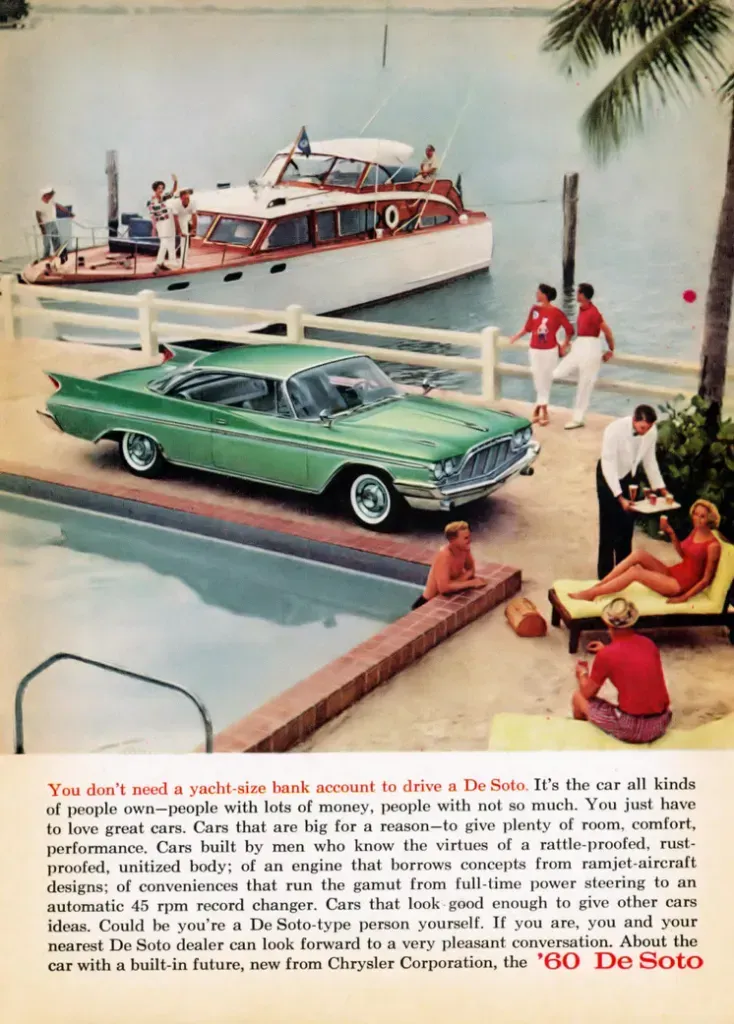 You don't need a yacht-size bank account to drive a De Soto. It's the car all kinds
of people own—people with lots of money, people with not so much. You just have
to love great cars. Cars that are big for a reason—to give plenty of room, comfort,
performance. Cars built by men who know the virtues of a rattle-proofed, rust-
proofed, unitized body; of an engine that borrows concepts from ramjet-aircraft
designs; of conveniences that run the gamut from full-time power steering to an
automatic 45 rpm record changer. Cars that look good enough to give other cars
ideas. Could be you're a De Soto-type person yourself. If you are, you and your
nearest De Soto dealer can look forward to a very pleasant conversation. About the
car with a built-in future, new from Chrysler Corporation, the '60 De Soto